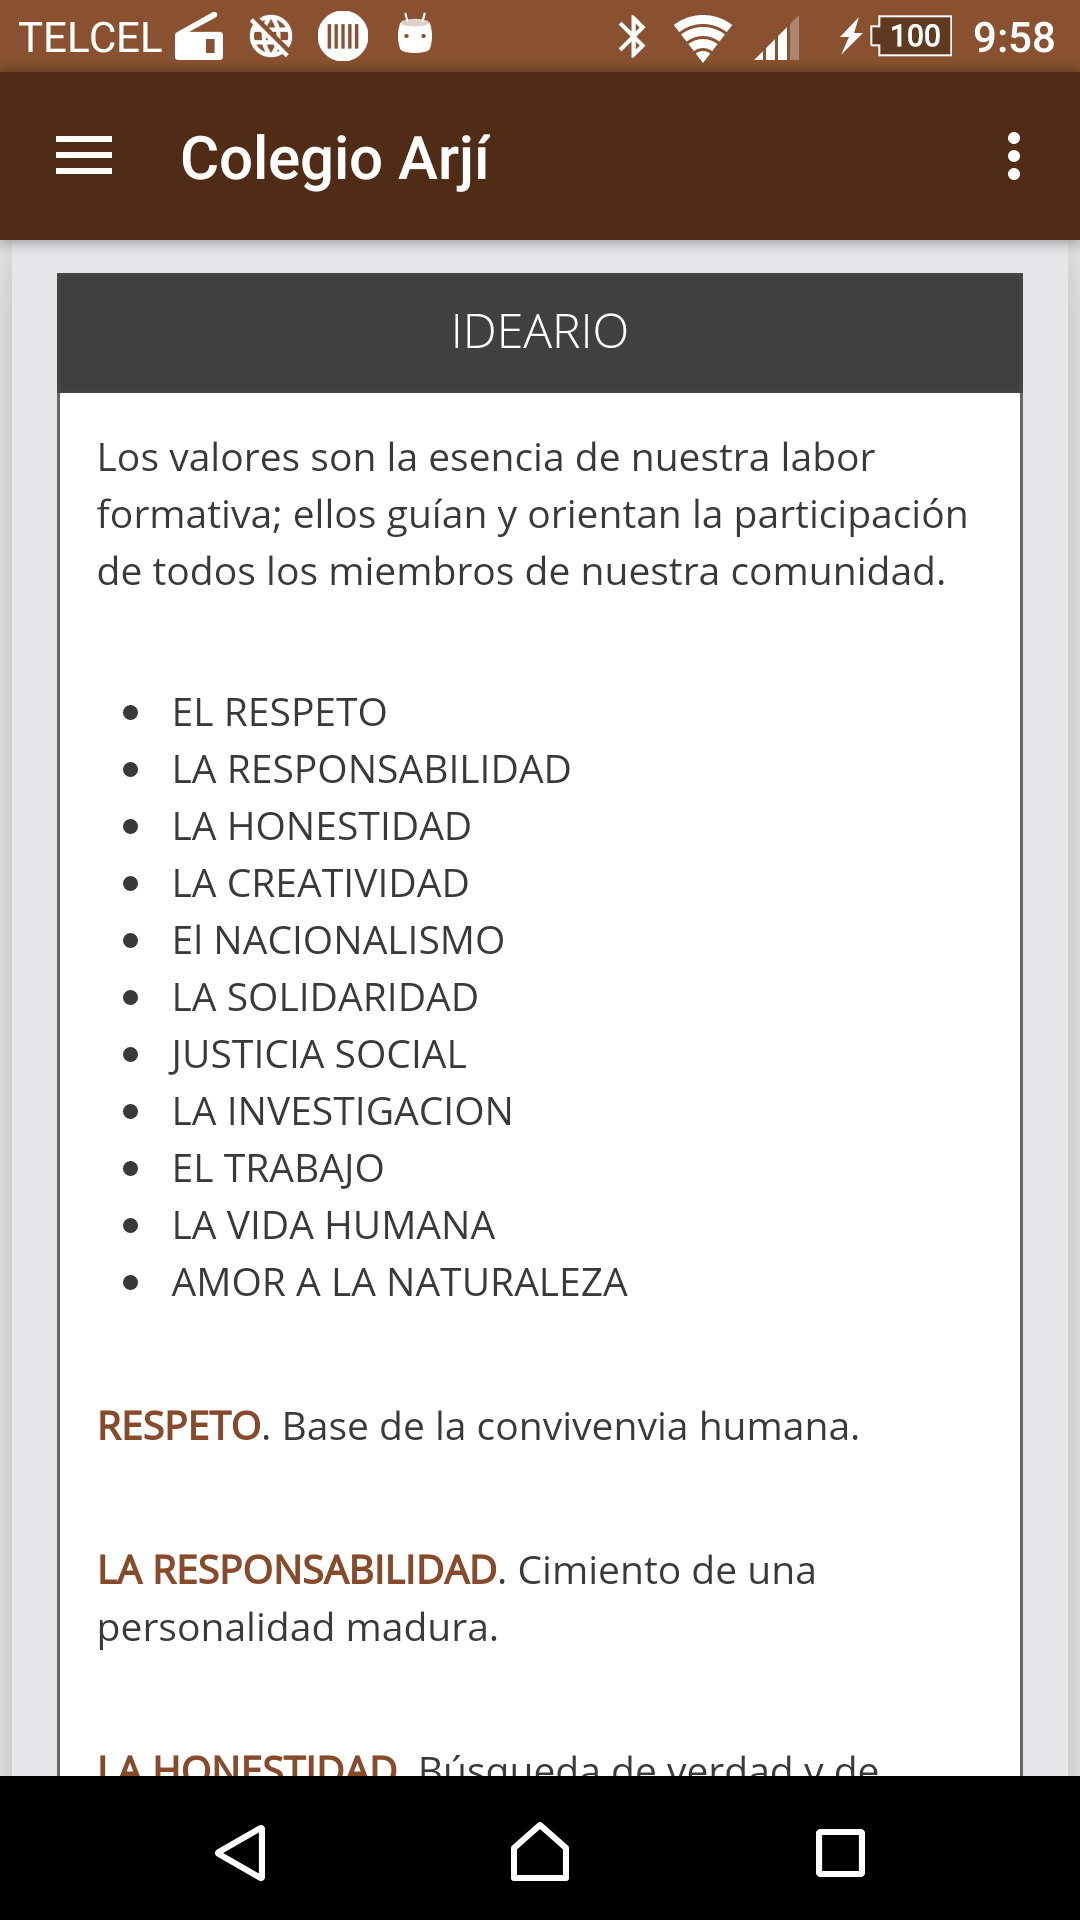 TELCEL 100 9:58
Colegio Arjí
IDEARIO
Los valores son la esencia de nuestra labor
formativa; ellos guían y orientan la participación
de todos los miembros de nuestra comunidad.
• EL RESPETO
• LA RESPONSABILIDAD
• LA HONESTIDAD
• LA CREATIVIDAD
• El NACIONALISMO
• LA SOLIDARIDAD
• JUSTICIA SOCIAL
• LA INVESTIGACION
• EL TRABAJO
• LA VIDA HUMANA
• AMOR A LA NATURALEZA
RESPETO. Base de la convivenvia humana.
LA RESPONSABILIDAD. Cimiento de una
personalidad madura.
LA HONESTIDAD. Búsqueda de verdad y de